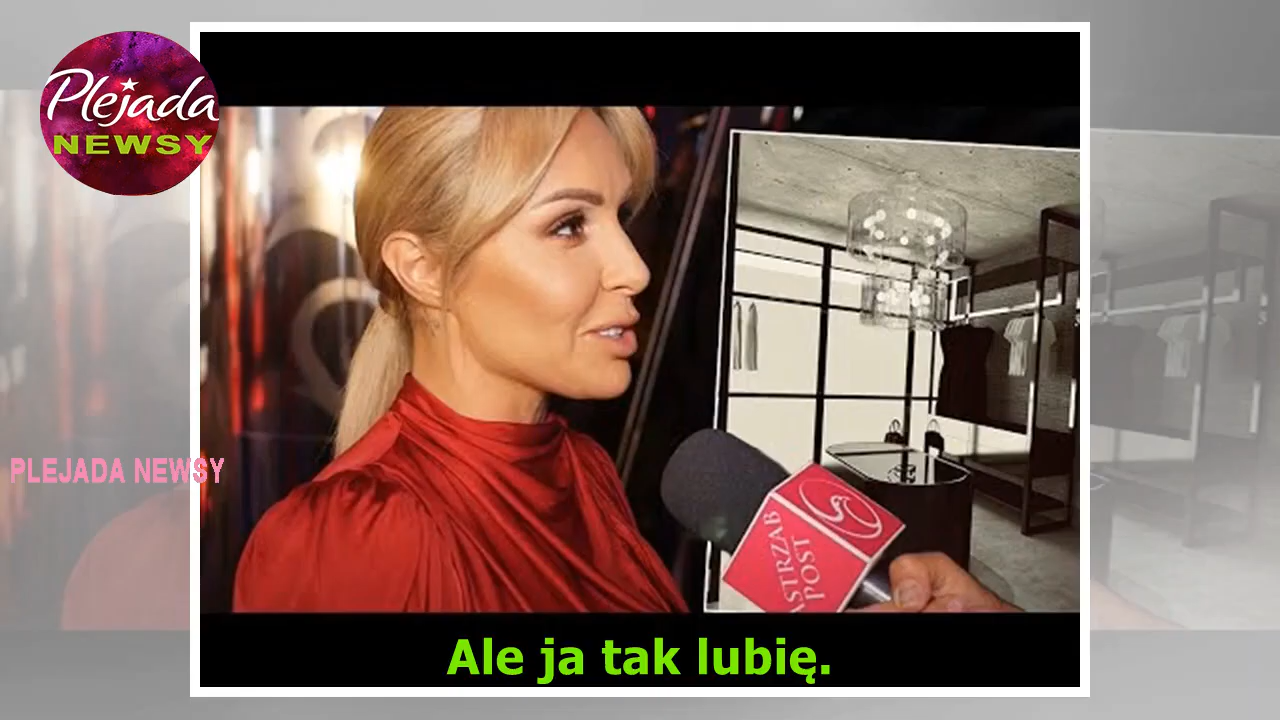 Plejada
NEWSY
PLEJADA NEWSY
ASTRZAB
POST
Ale ja tak lubię.